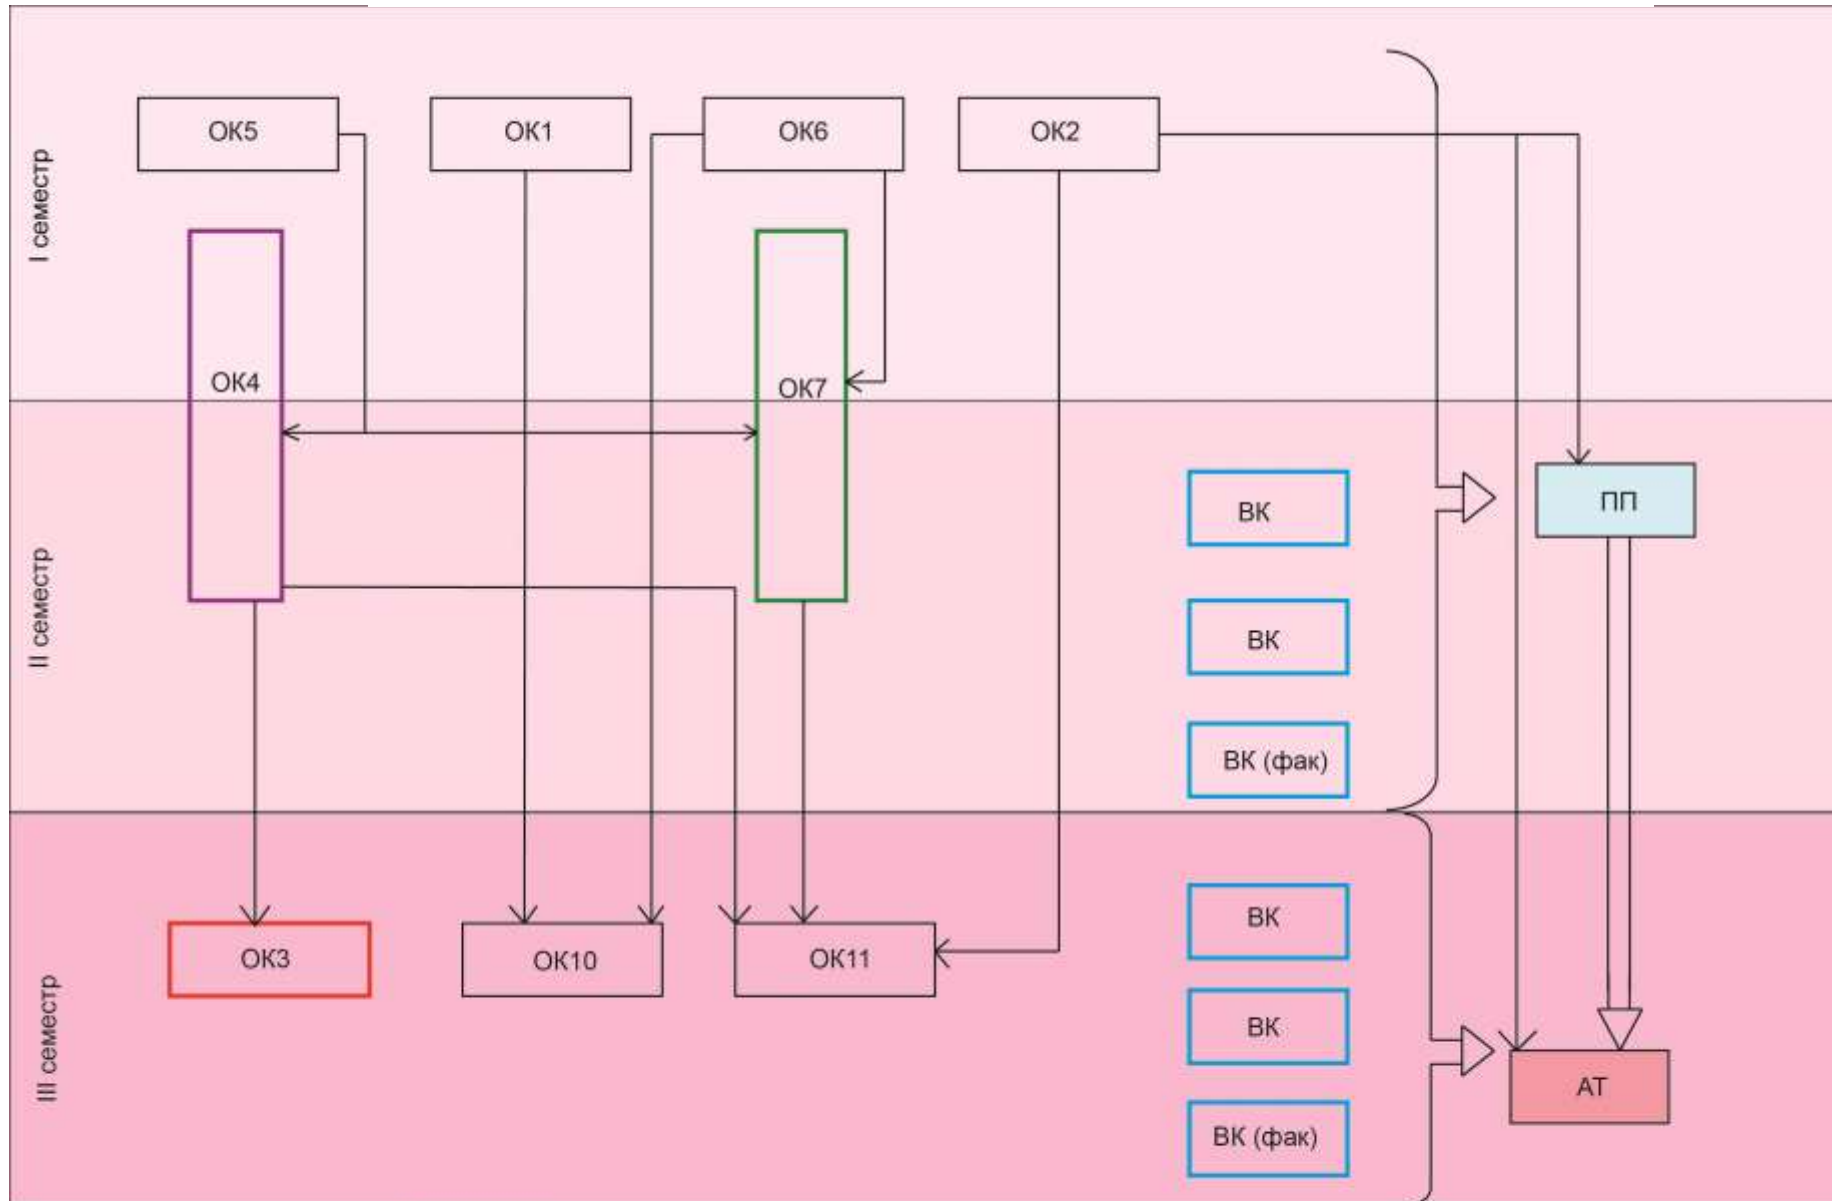 I семестр
ОК5
ОК1
ОК6
ОК2
ОК4
ОК7
II семестр
ВК
ПП
ВК
ВК (фак)
III семестр
ВК
ОК3
ОК10
ОК11
ВК
АТ
ВК (фак)